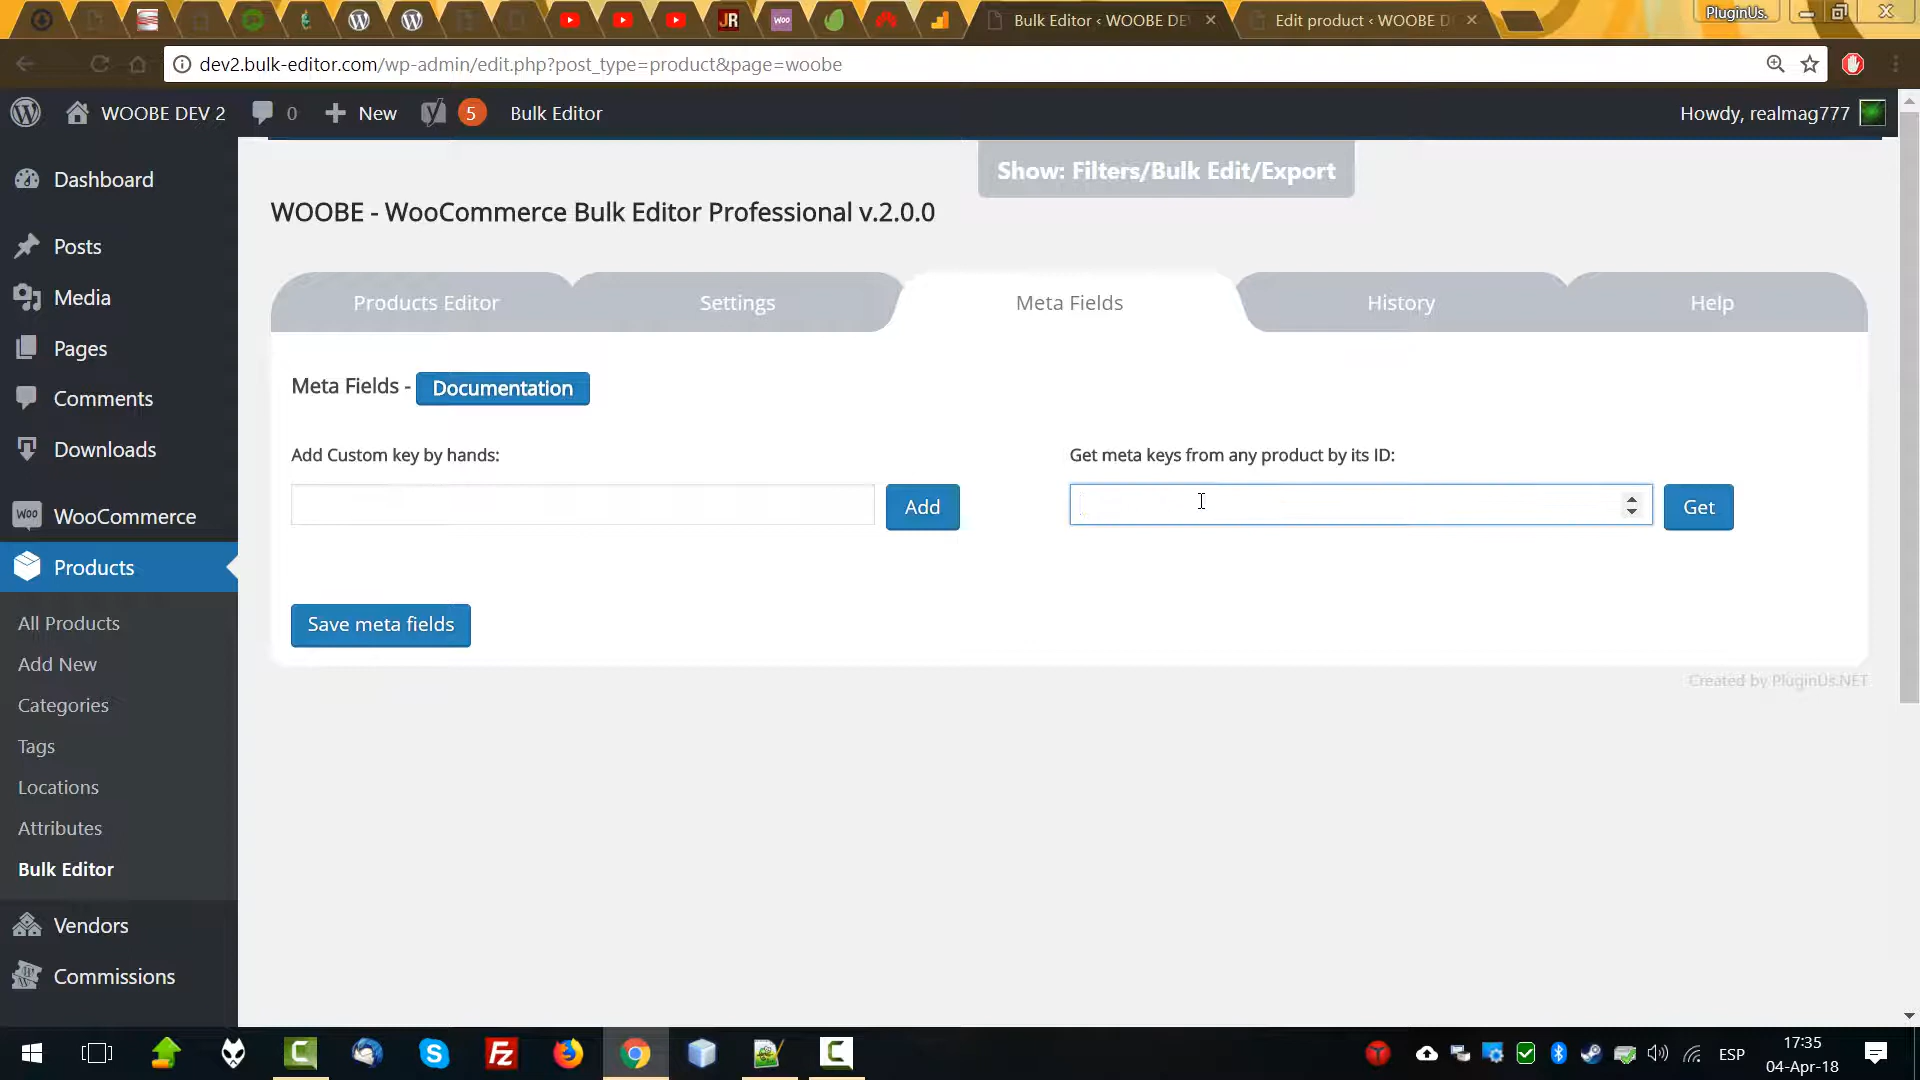 JR
woo
Bulk Editor ‹ WOOBE DE
Edit product ‹ WOOBE D
PluginUs.
dev2.bulk-editor.com/wp-admin/edit.php?post_type=product&page=woobe
WOOBE DEV 2
0
New
5
Bulk Editor
Howdy, realmag777
Dashboard
Posts
Media
Pages
Comments
Downloads
Woo
WooCommerce
Products
All Products
Add New
Categories
Tags
Locations
Attributes
Bulk Editor
Vendors
Commissions
Show: Filters/Bulk Edit/Export
WOOBE - WooCommerce Bulk Editor Professional v.2.0.0
Products Editor
Settings
Meta Fields
History
Help
Meta Fields - Documentation
Add Custom key by hands:
Add
Get meta keys from any product by its ID:
Get
Save meta fields
Created by PluginUs.NET
Fz
ESP
17:35
04-Apr-18